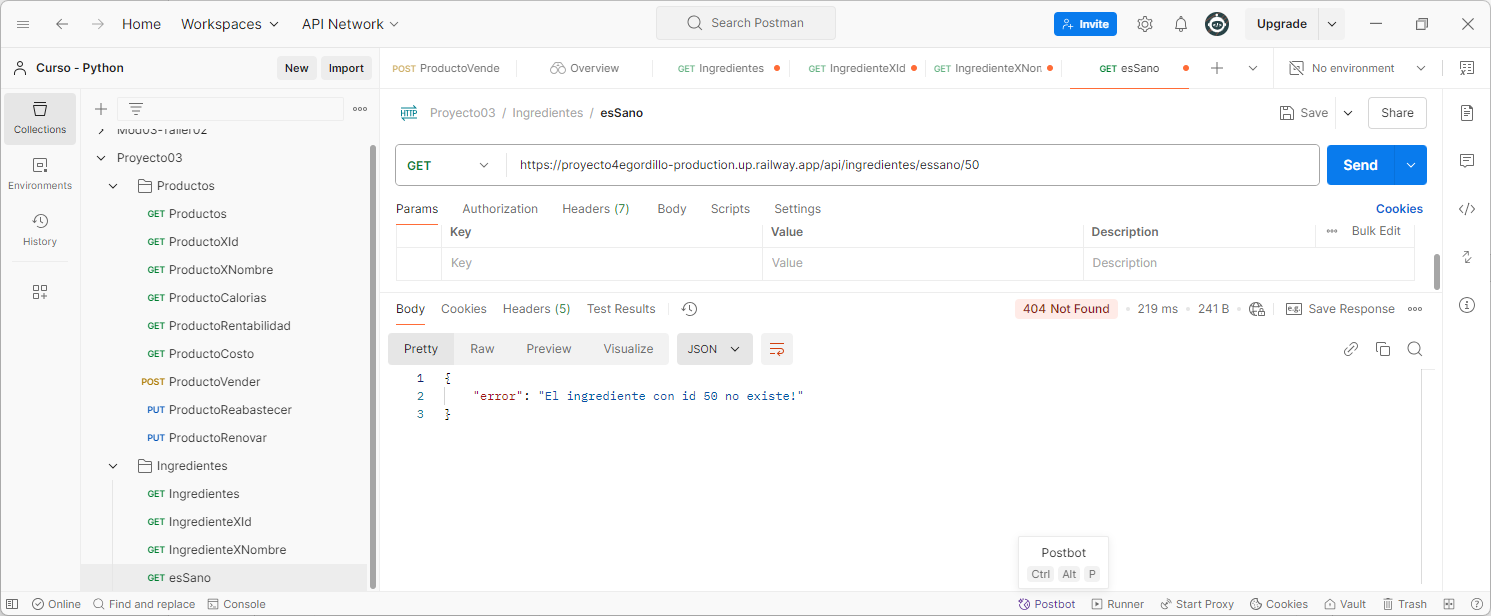 Home Workspaces API Network Search Postman Invite Upgrade
Curso - Python New Import POST ProductoVende Overview GET Ingredientes GET IngredienteXId GET IngredienteXNon GET esSano No environment
Collections
Environments
History
Mod03-Taller02
Proyecto03
Productos
GET Productos
GET ProductoXId
GET ProductoXNombre
GET ProductoCalorias
GET ProductoRentabilidad
GET ProductoCosto
POST ProductoVender
PUT ProductoReabastecer
PUT ProductoRenovar
Ingredientes
GET Ingredientes
GET IngredienteXId
GET IngredienteXNombre
GET esSano
HTTP Proyecto03 / Ingredientes / esSano Save Share
GET https://proyecto4egordillo-production.up.railway.app/api/ingredientes/essano/50 Send
Params Authorization Headers (7) Body Scripts Settings Cookies
Key Value Description Bulk Edit
Key Value Description
Body Cookies Headers (5) Test Results 404 Not Found 219 ms 241 B e.g. Save Response
Pretty Raw Preview Visualize JSON
1 {
2 "error": "El ingrediente con id 50 no existe!"
3 }
Postbot
Ctrl Alt P
Online Find and replace Console Postbot Runner Start Proxy Cookies Vault Trash